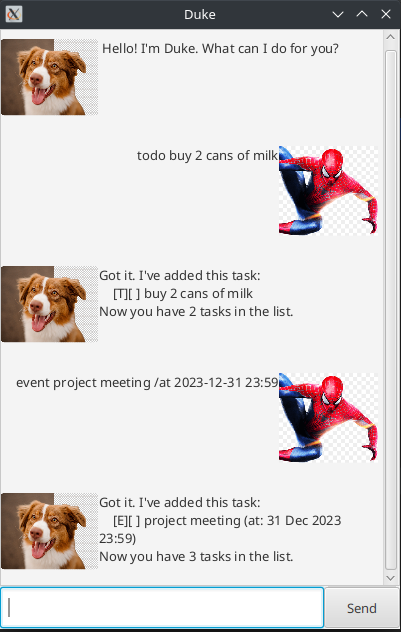 Duke
Hello! I'm Duke. What can I do for you?
todo buy 2 cans of milk
Got it. I've added this task:
[T][ ] buy 2 cans of milk
Now you have 2 tasks in the list.
event project meeting /at 2023-12-31 23:59
Got it. I've added this task:
[E][ ] project meeting (at: 31 Dec 2023
23:59)
Now you have 3 tasks in the list.
Send